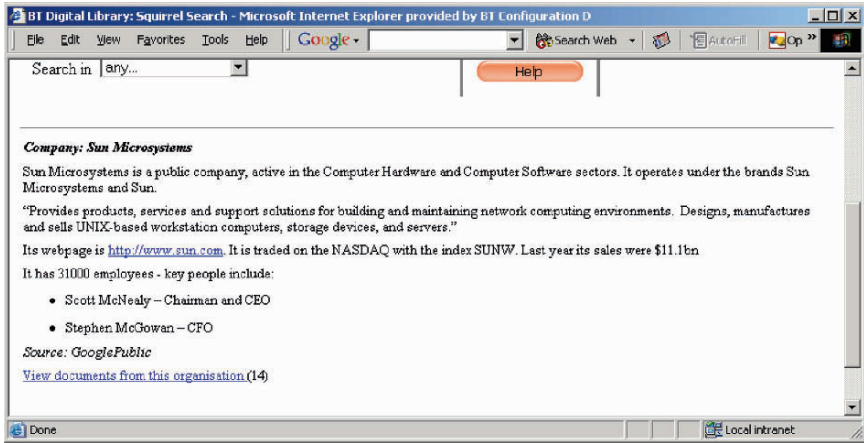 BT Digital Library: Squirrel Search - Microsoft Internet Explorer provided by BT Configuration D
File Edit View Favorites Tools Help Google Search Web AutoFill Op »
Search in any...
Help
Company: Sun Microsystems
Sun Microsystems is a public company, active in the Computer Hardware and Computer Software sectors. It operates under the brands Sun
Microsystems and Sun.
“Provides products, services and support solutions for building and maintaining network computing environments. Designs, manufactures
and sells UNIX-based workstation computers, storage devices, and servers.”
Its webpage is http://www.sun.com. It is traded on the NASDAQ with the index SUNW. Last year its sales were $11.1bn
It has 31000 employees - key people include:
• Scott McNealy – Chairman and CEO
• Stephen McGowan – CFO
Source: GooglePublic
View documents from this organisation (14)
Done Local intranet